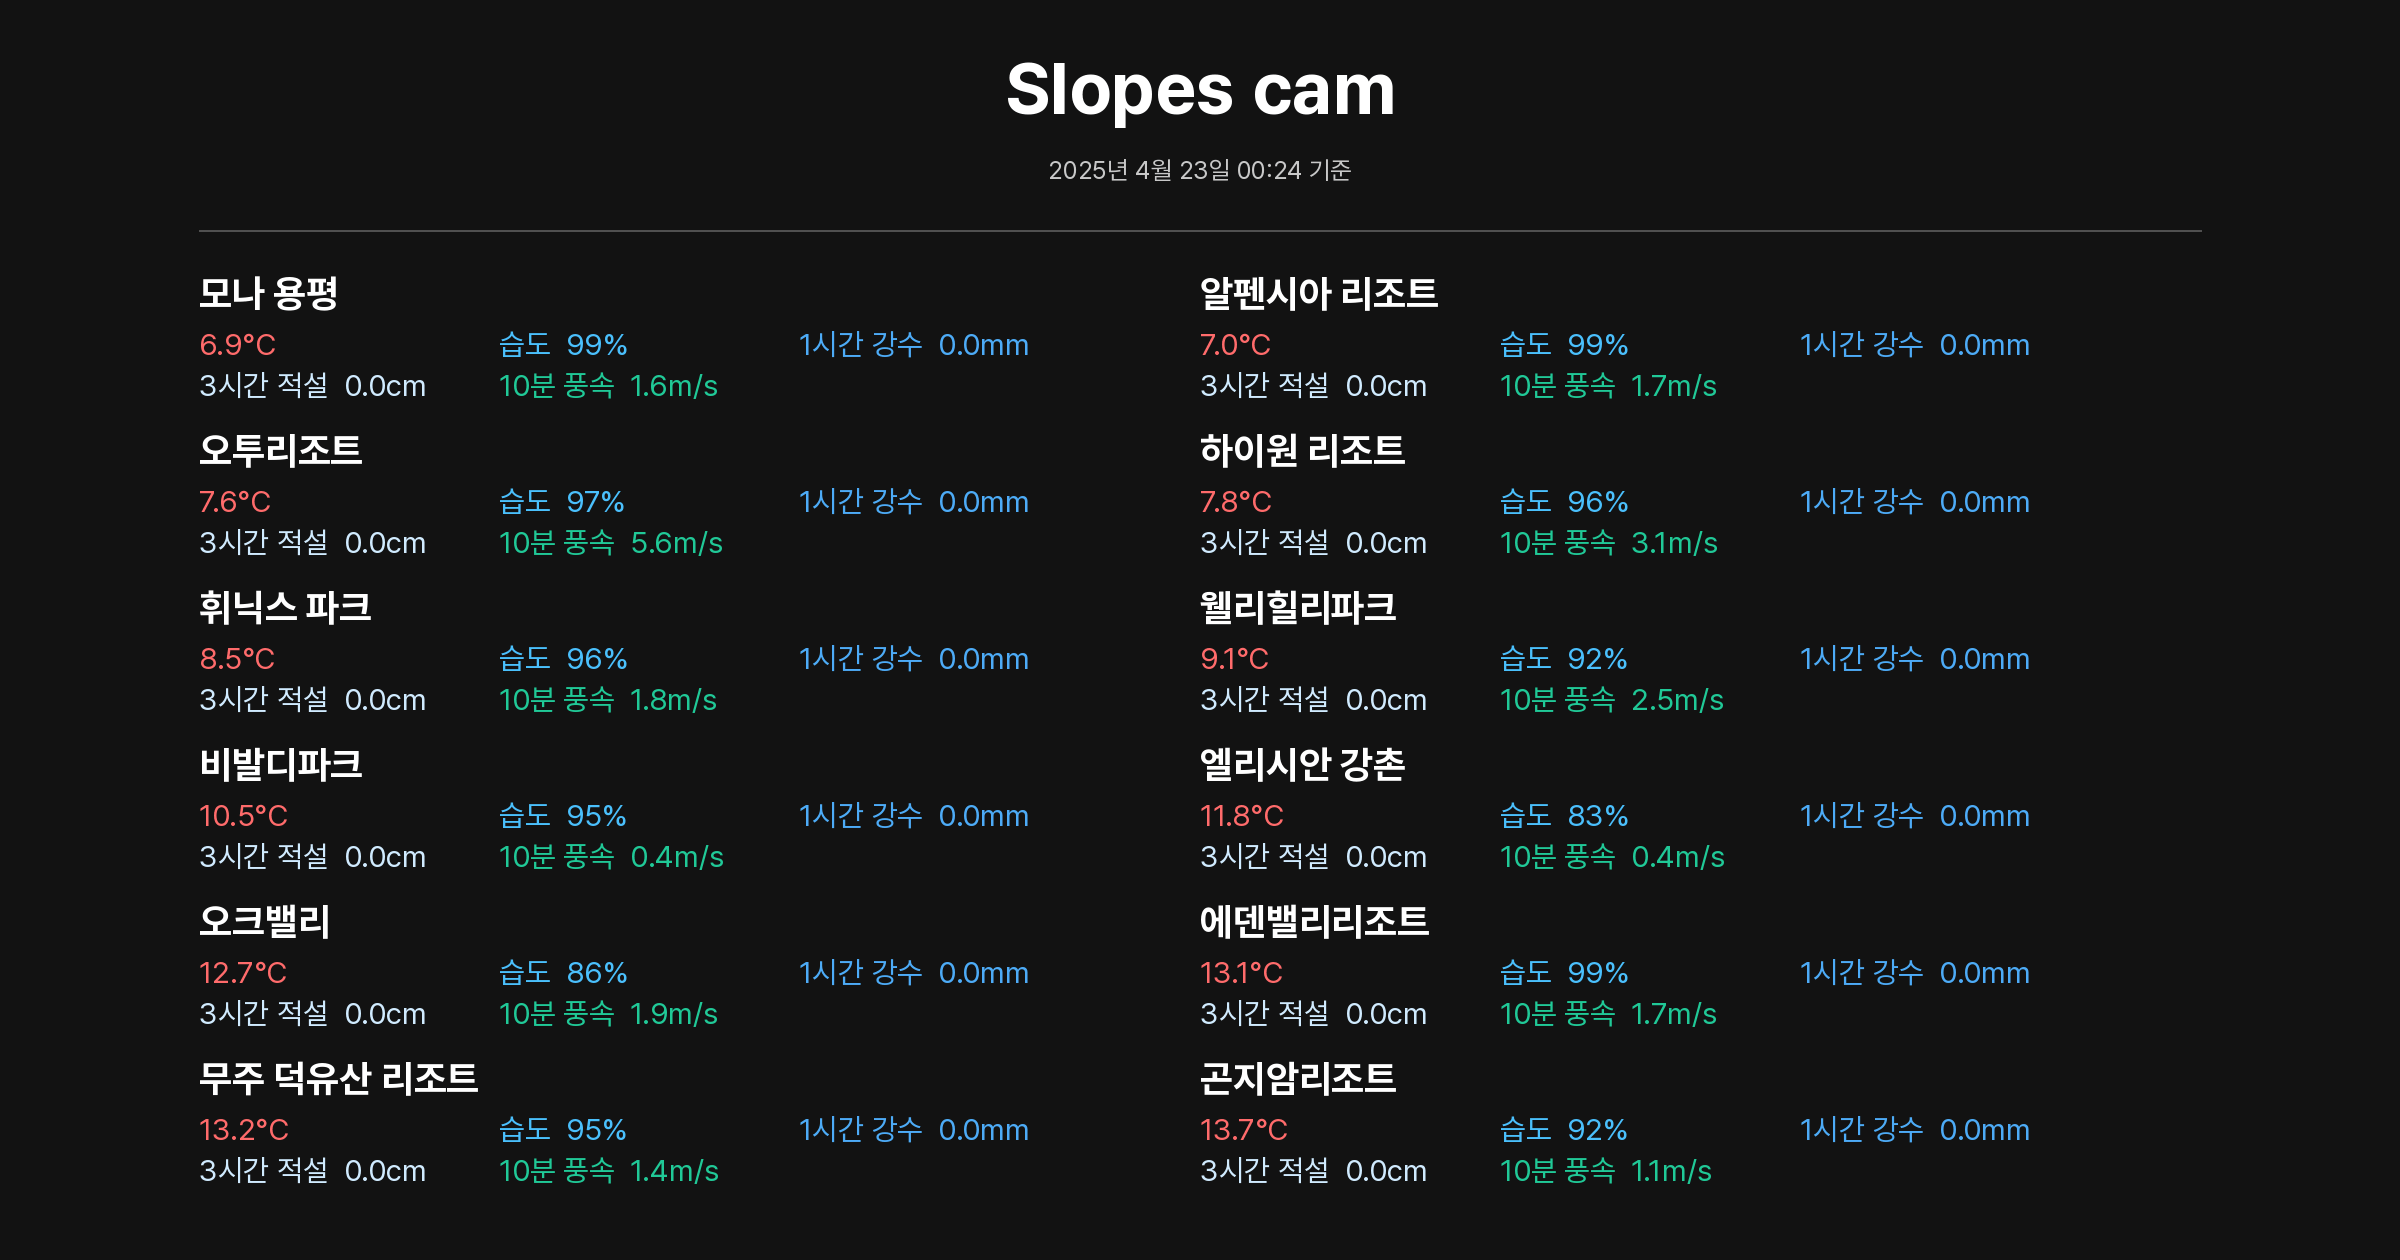 Slopes cam
2025년 4월 23일 00:24 기준
모나 용평
6.9°C 습도 99% 1시간 강수 0.0mm
3시간 적설 0.0cm 10분 풍속 1.6m/s
알펜시아 리조트
7.0°C 습도 99% 1시간 강수 0.0mm
3시간 적설 0.0cm 10분 풍속 1.7m/s
오투리조트
7.6°C 습도 97% 1시간 강수 0.0mm
3시간 적설 0.0cm 10분 풍속 5.6m/s
하이원 리조트
7.8°C 습도 96% 1시간 강수 0.0mm
3시간 적설 0.0cm 10분 풍속 3.1m/s
휘닉스 파크
8.5°C 습도 96% 1시간 강수 0.0mm
3시간 적설 0.0cm 10분 풍속 1.8m/s
웰리힐리파크
9.1°C 습도 92% 1시간 강수 0.0mm
3시간 적설 0.0cm 10분 풍속 2.5m/s
비발디파크
10.5°C 습도 95% 1시간 강수 0.0mm
3시간 적설 0.0cm 10분 풍속 0.4m/s
엘리시안 강촌
11.8°C 습도 83% 1시간 강수 0.0mm
3시간 적설 0.0cm 10분 풍속 0.4m/s
오크밸리
12.7°C 습도 86% 1시간 강수 0.0mm
3시간 적설 0.0cm 10분 풍속 1.9m/s
에덴밸리리조트
13.1°C 습도 99% 1시간 강수 0.0mm
3시간 적설 0.0cm 10분 풍속 1.7m/s
무주 덕유산 리조트
13.2°C 습도 95% 1시간 강수 0.0mm
3시간 적설 0.0cm 10분 풍속 1.4m/s
곤지암리조트
13.7°C 습도 92% 1시간 강수 0.0mm
3시간 적설 0.0cm 10분 풍속 1.1m/s